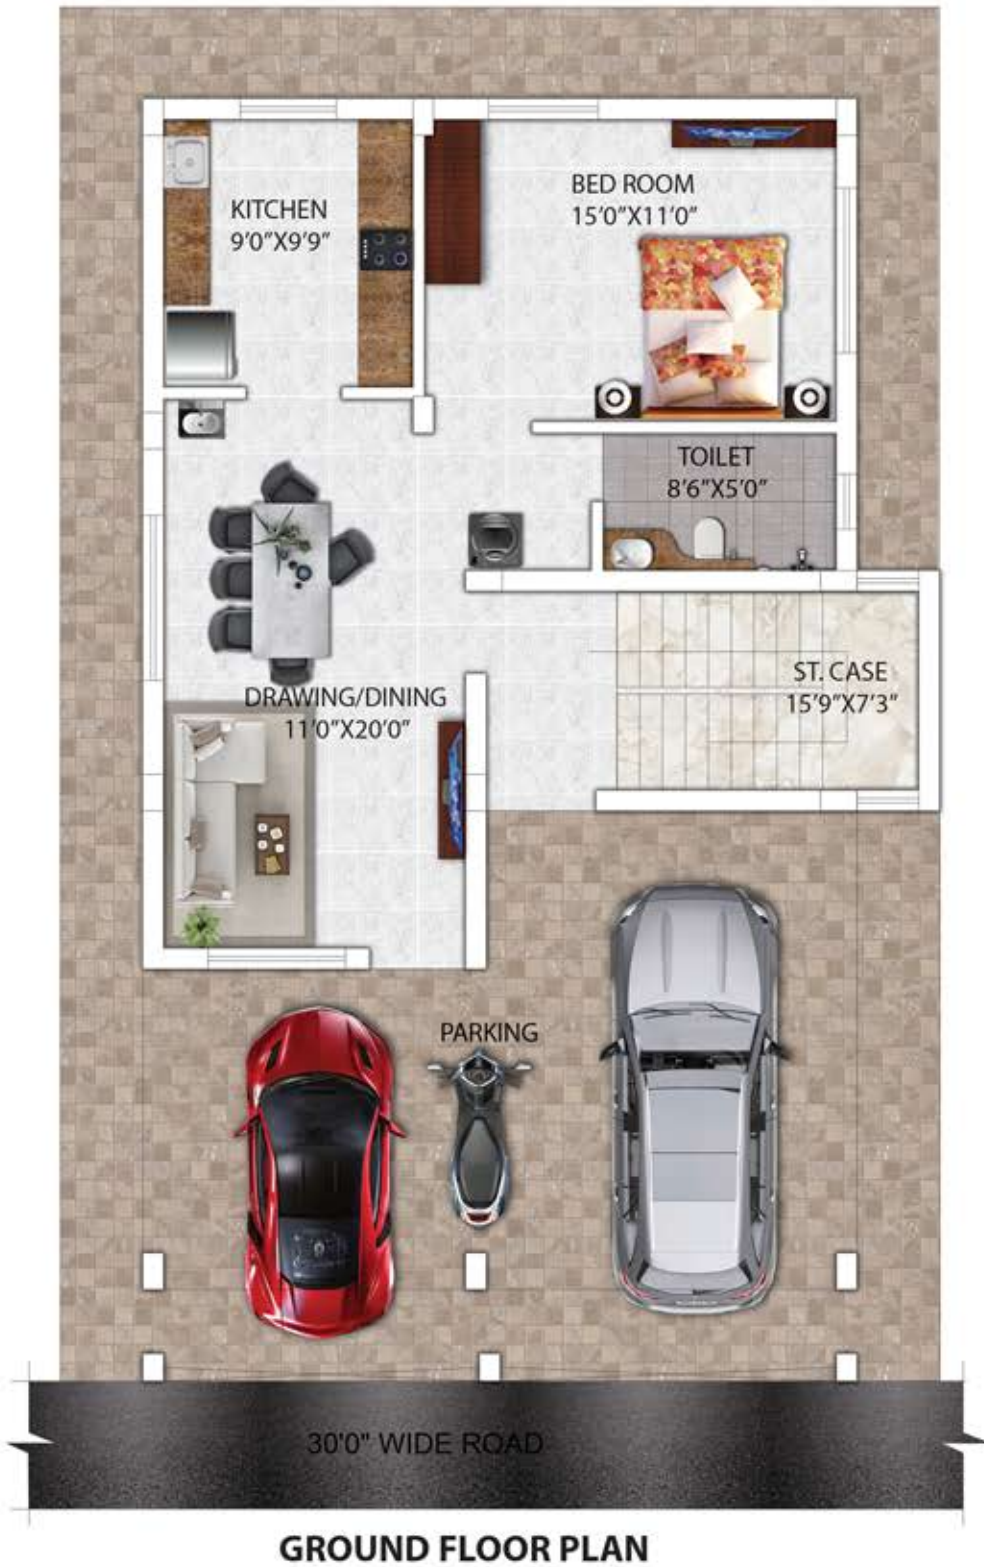 KITCHEN
9'0"X9'9"
BED ROOM
15'0"X11'0"
TOILET
8'6"X5'0"
ST. CASE
15'9"X7'3"
DRAWING/DINING
11'0"X20'0"
PARKING
30'0" WIDE ROAD
GROUND FLOOR PLAN